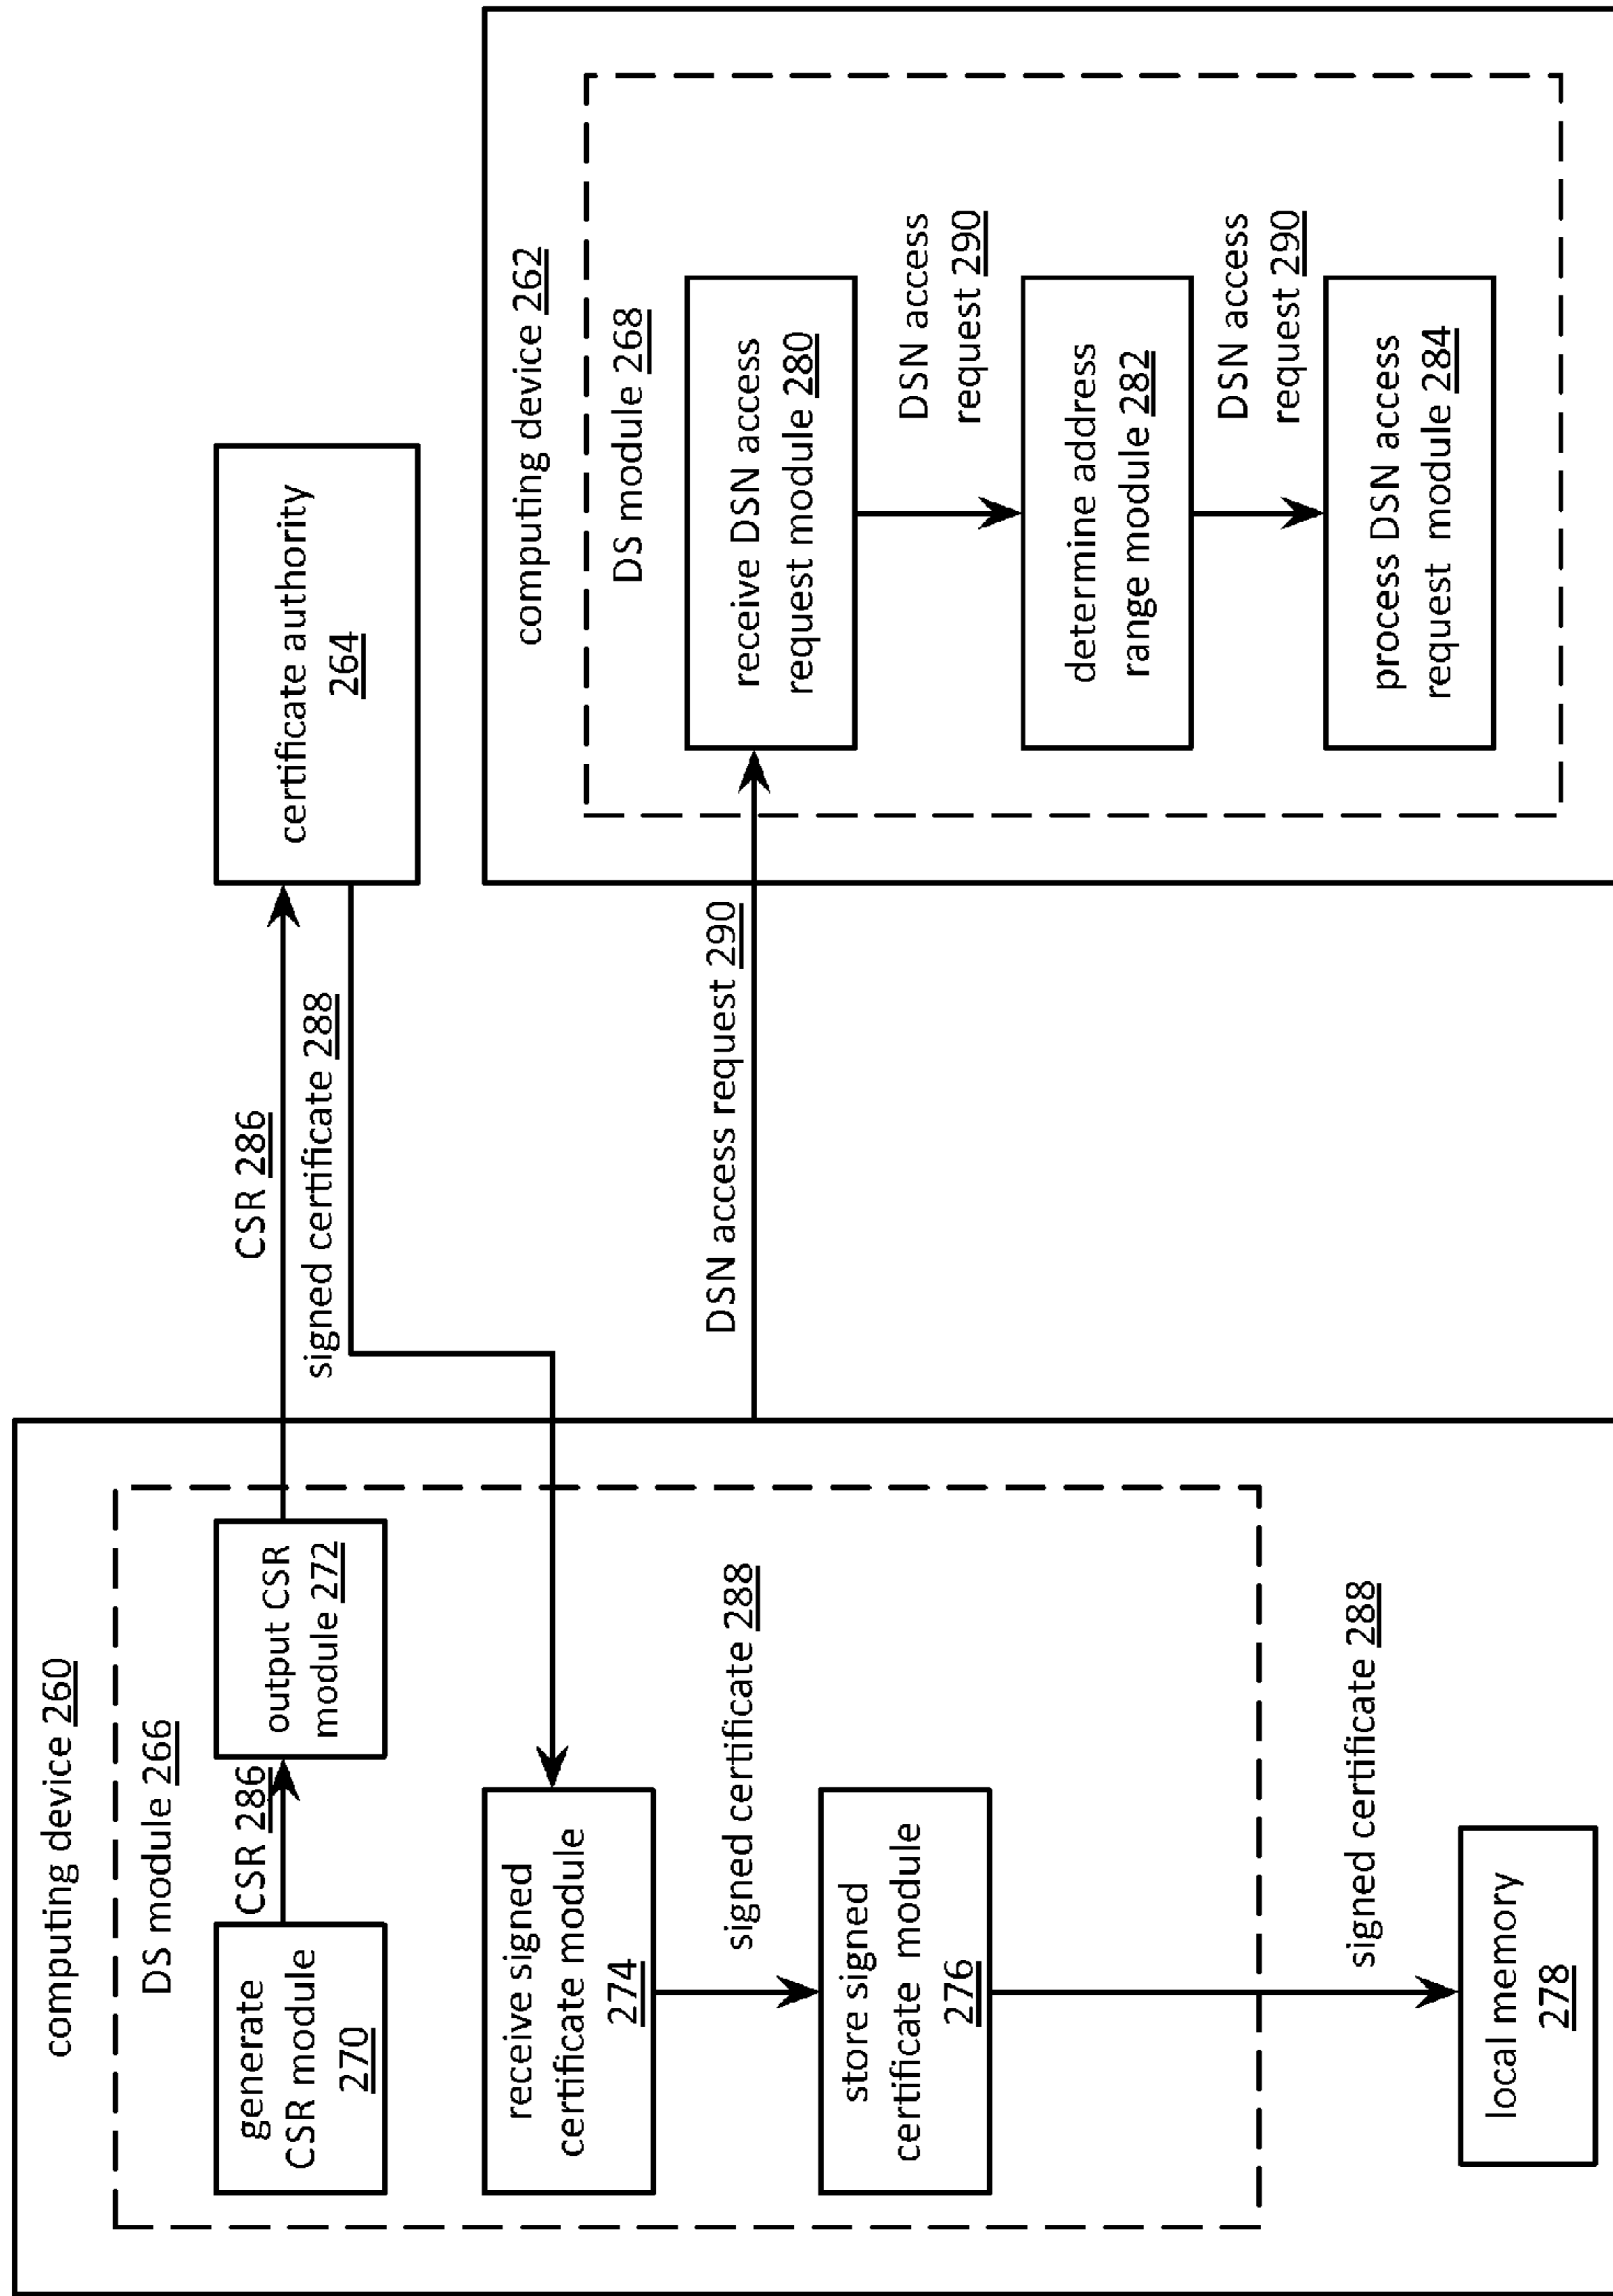 computing device 260
DS module 266
generate
CSR module
270
CSR 286
output CSR
module 272
CSR 286
certificate authority
264
signed certificate 288
receive signed
certificate module
274
signed certificate 288
store signed
certificate module
276
signed certificate 288
local memory
278
DSN access request 290
computing device 262
DS module 268
receive DSN access
request module 280
DSN access
request 290
determine address
range module 282
DSN access
request 290
process DSN access
request module 284